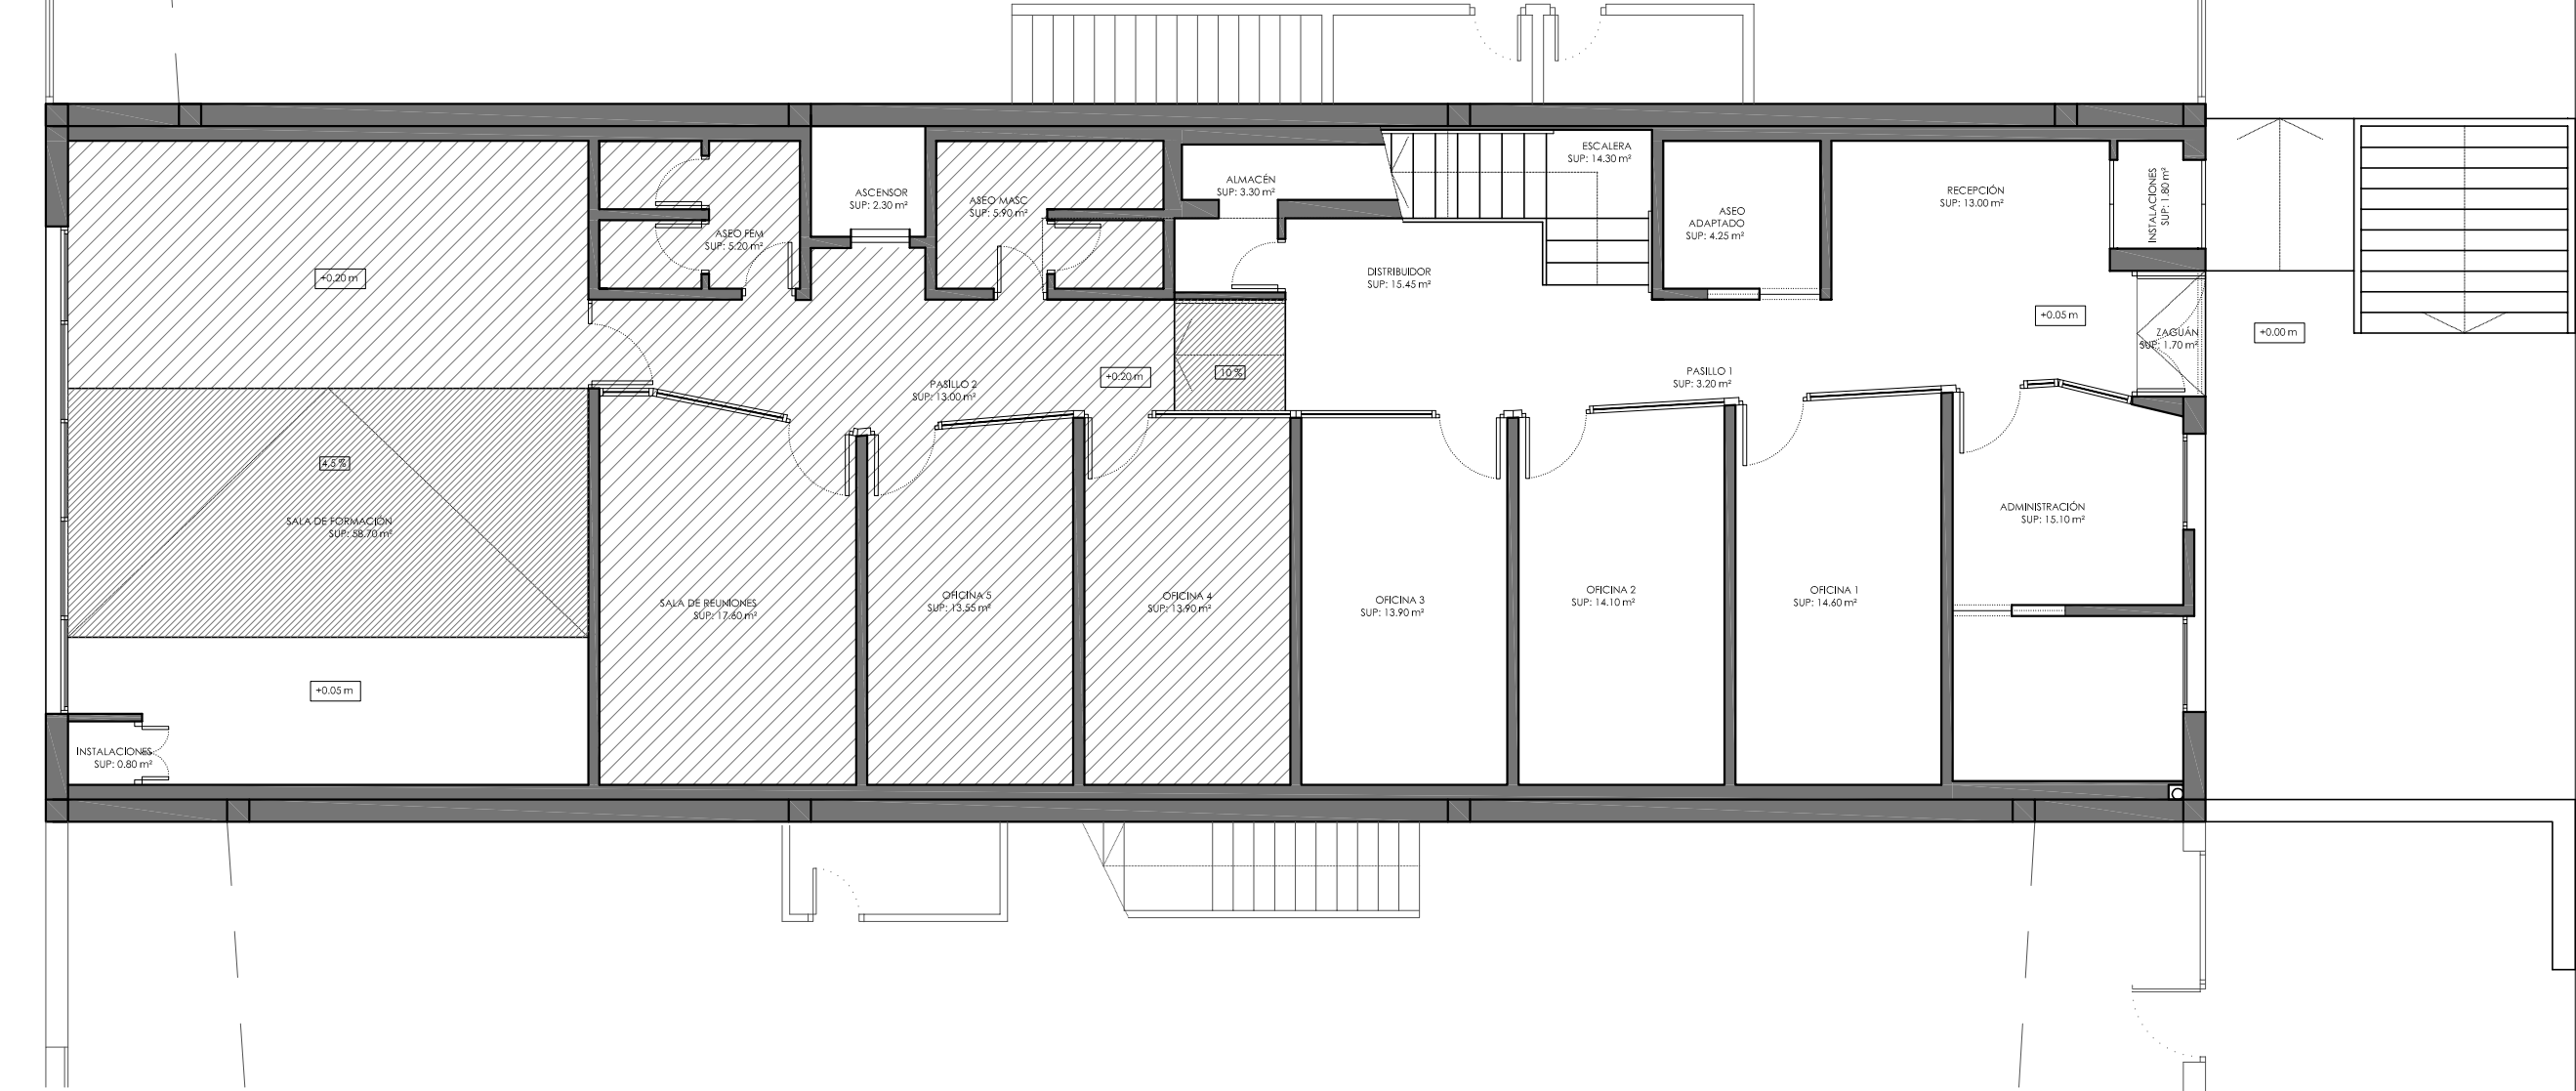 ESCALERA
SUP: 14.30 m²
ALMACÉN
SUP: 3.30 m²
ASCENSOR
SUP: 2.30 m²
ASEO MASC
SUP: 5.90 m²
RECEPCIÓN
SUP: 13.00 m²
INSTALACIONES
SUP: 1.80 m²
ASEO
ADAPTADO
SUP: 4.25 m²
ASEO FEM
SUP: 5.20 m²
+0.20 m
DISTRIBUIDOR
SUP: 15.45 m²
+0.05 m
ZAGUÁN
SUP: 1.70 m²
+0.00 m
PASILLO 2
SUP: 13.00 m²
+0.20 m
10 %
PASILLO 1
SUP: 3.20 m²
4.5 %
SALA DE FORMACIÓN
SUP: 58.70 m²
ADMINISTRACIÓN
SUP: 15.10 m²
SALA DE REUNIONES
SUP: 17.60 m²
OFICINA 5
SUP: 13.55 m²
OFICINA 4
SUP: 13.90 m²
OFICINA 3
SUP: 13.90 m²
OFICINA 2
SUP: 14.10 m²
OFICINA 1
SUP: 14.60 m²
+0.05 m
INSTALACIONES
SUP: 0.80 m²